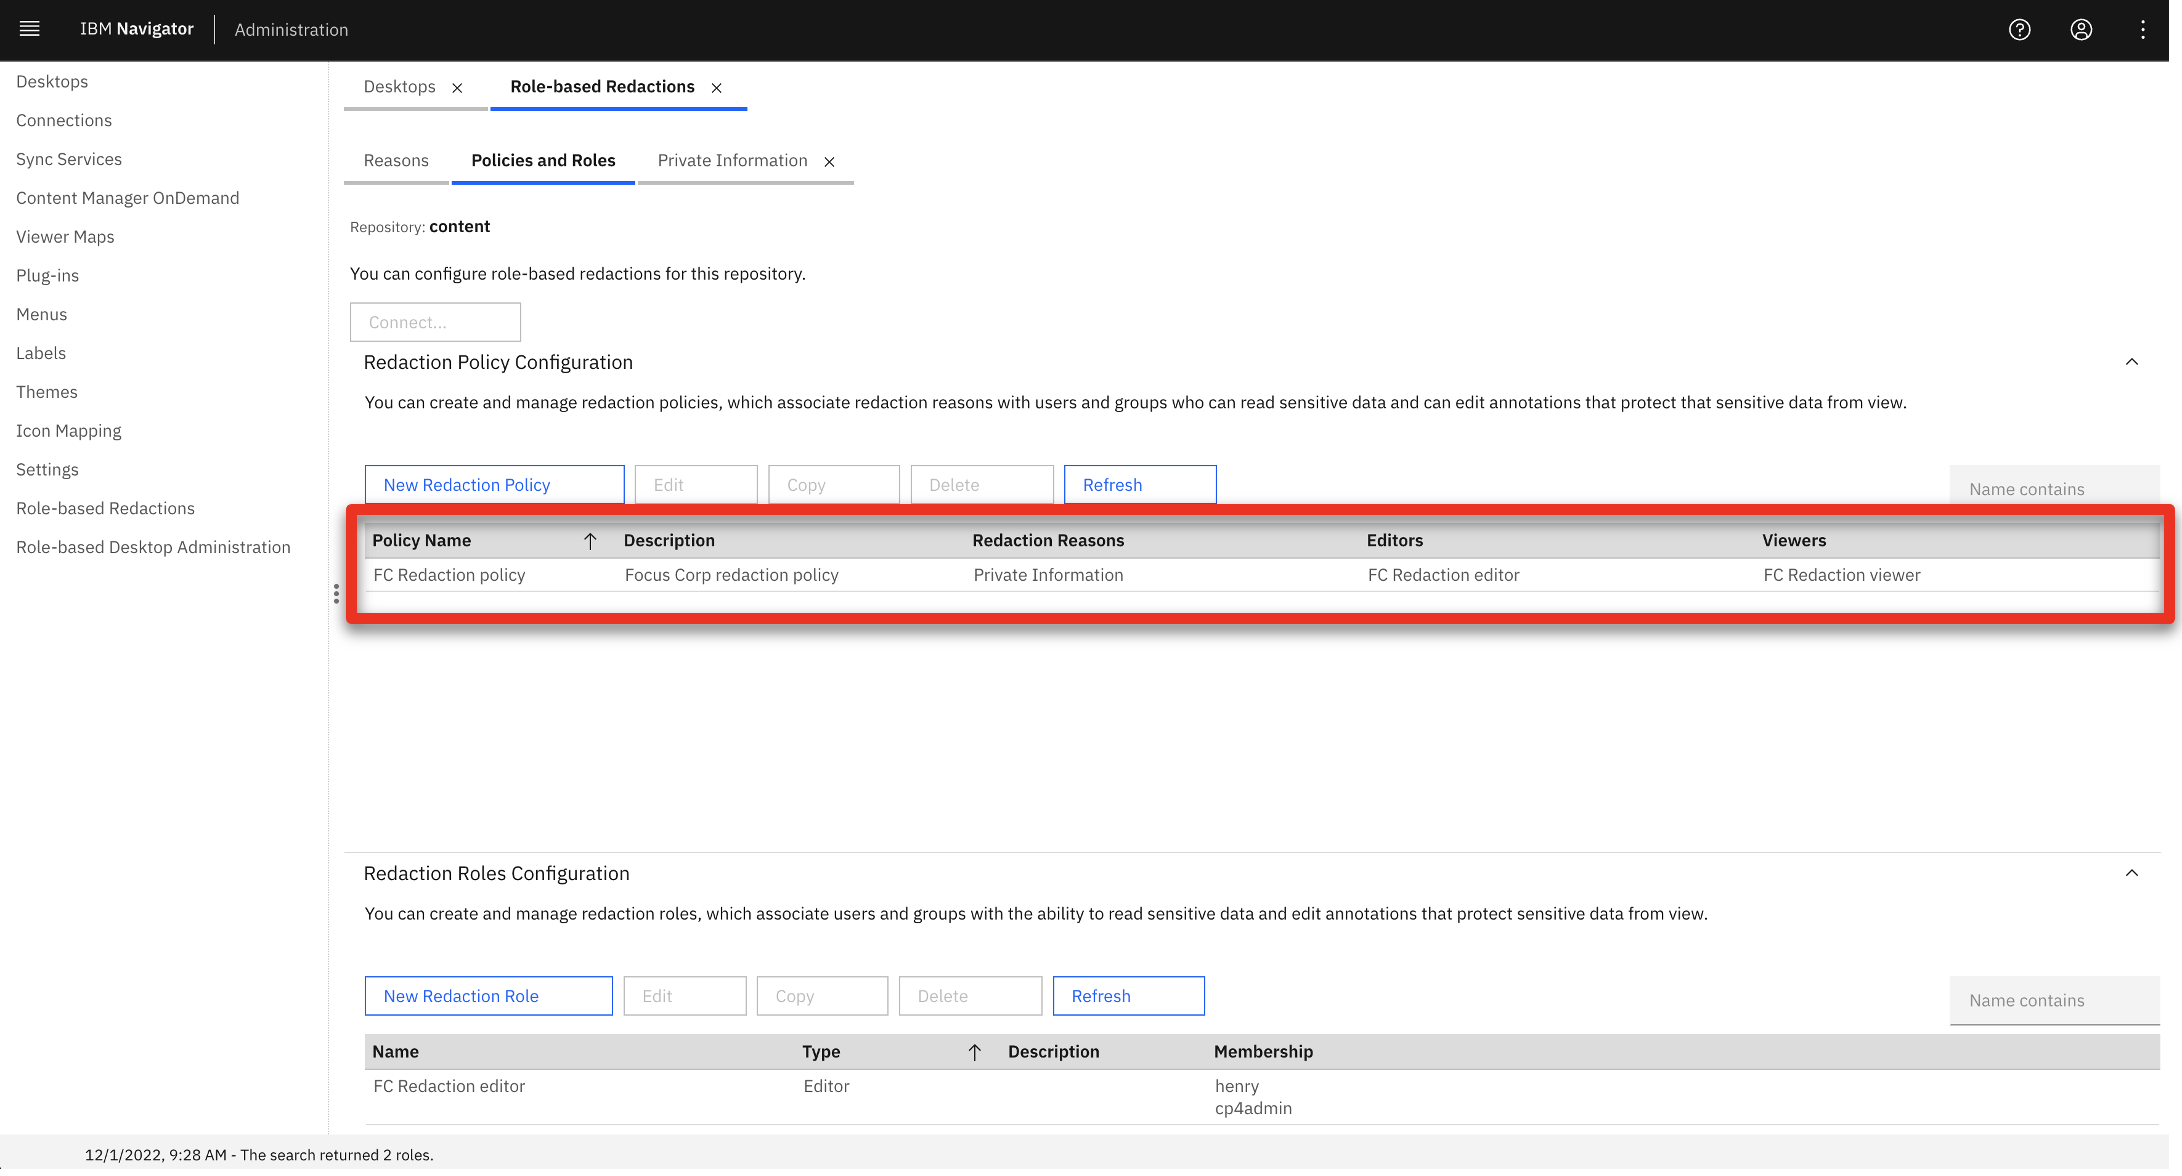 IBM Navigator Administration
Desktops
Connections
Sync Services
Content Manager OnDemand
Viewer Maps
Plug-ins
Menus
Labels
Themes
Icon Mapping
Settings
Role-based Redactions
Role-based Desktop Administration
Desktops Role-based Redactions
Reasons Policies and Roles Private Information
Repository: content
You can configure role-based redactions for this repository.
Connect...
Redaction Policy Configuration
You can create and manage redaction policies, which associate redaction reasons with users and groups who can read sensitive data and can edit annotations that protect that sensitive data from view.
New Redaction Policy Edit Copy Delete Refresh Name contains
Policy Name Description Redaction Reasons Editors Viewers
FC Redaction policy Focus Corp redaction policy Private Information FC Redaction editor FC Redaction viewer
Redaction Roles Configuration
You can create and manage redaction roles, which associate users and groups with the ability to read sensitive data and edit annotations that protect sensitive data from view.
New Redaction Role Edit Copy Delete Refresh Name contains
Name Type Description Membership
FC Redaction editor Editor henry
cp4admin
12/1/2022, 9:28 AM - The search returned 2 roles.